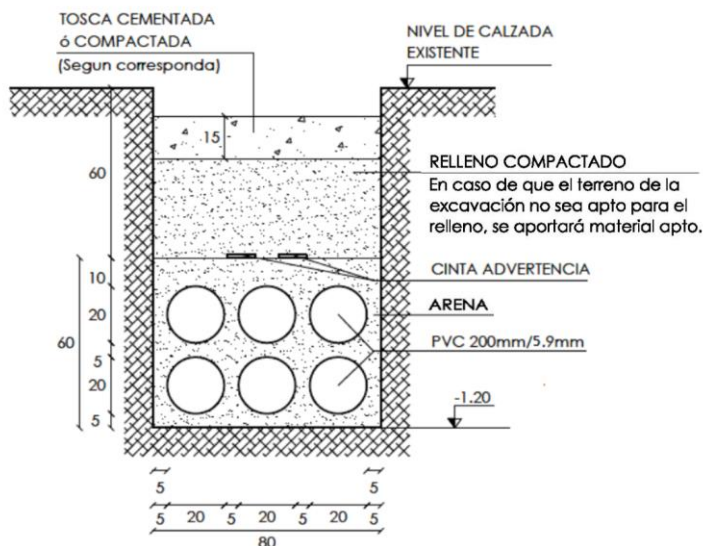 TOSCA CEMENTADA
ó COMPACTADA
(Segun corresponda)
NIVEL DE CALZADA
EXISTENTE
15
60
RELLENO COMPACTADO
En caso de que el terreno de la
excavación no sea apto para el
relleno, se aportará material apto.
CINTA ADVERTENCIA
10
ARENA
20
PVC 200mm/5.9mm
60
5
20
5
-1.20
5
5
5 20 5 20 5 20 5
80